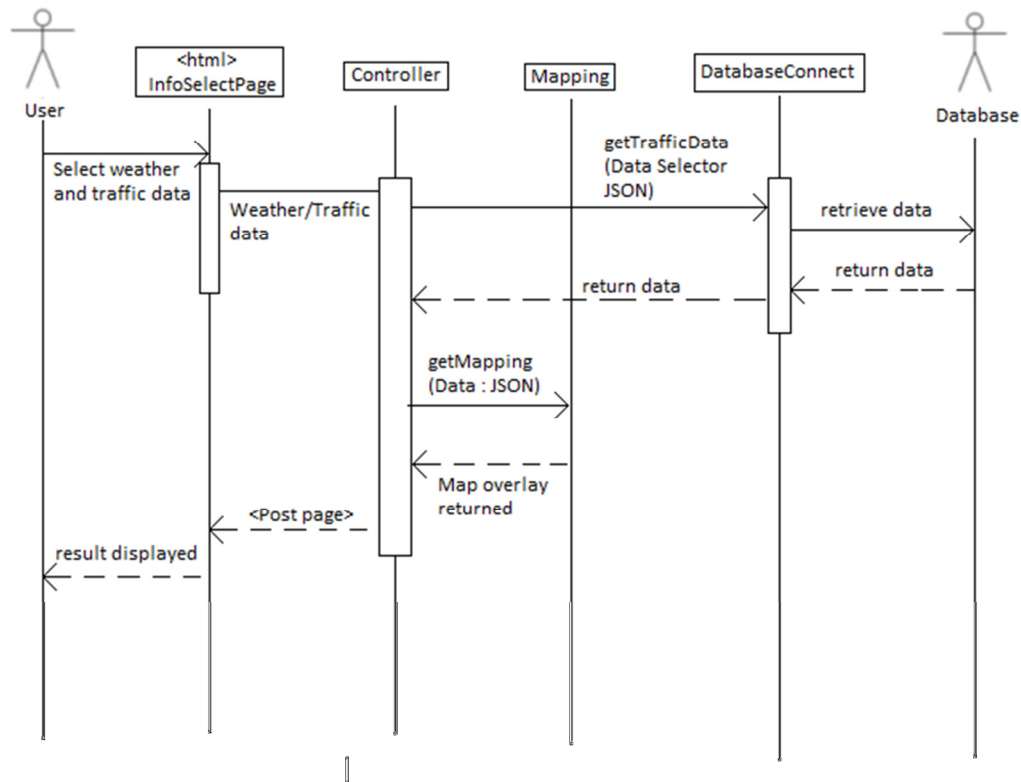 User
<html>
InfoSelectPage
Controller
Mapping
DatabaseConnect
Database
Select weather
and traffic data
Weather/Traffic
data
getTrafficData
(Data Selector
JSON)
retrieve data
return data
return data
getMapping
(Data : JSON)
Map overlay
returned
<Post page>
result displayed